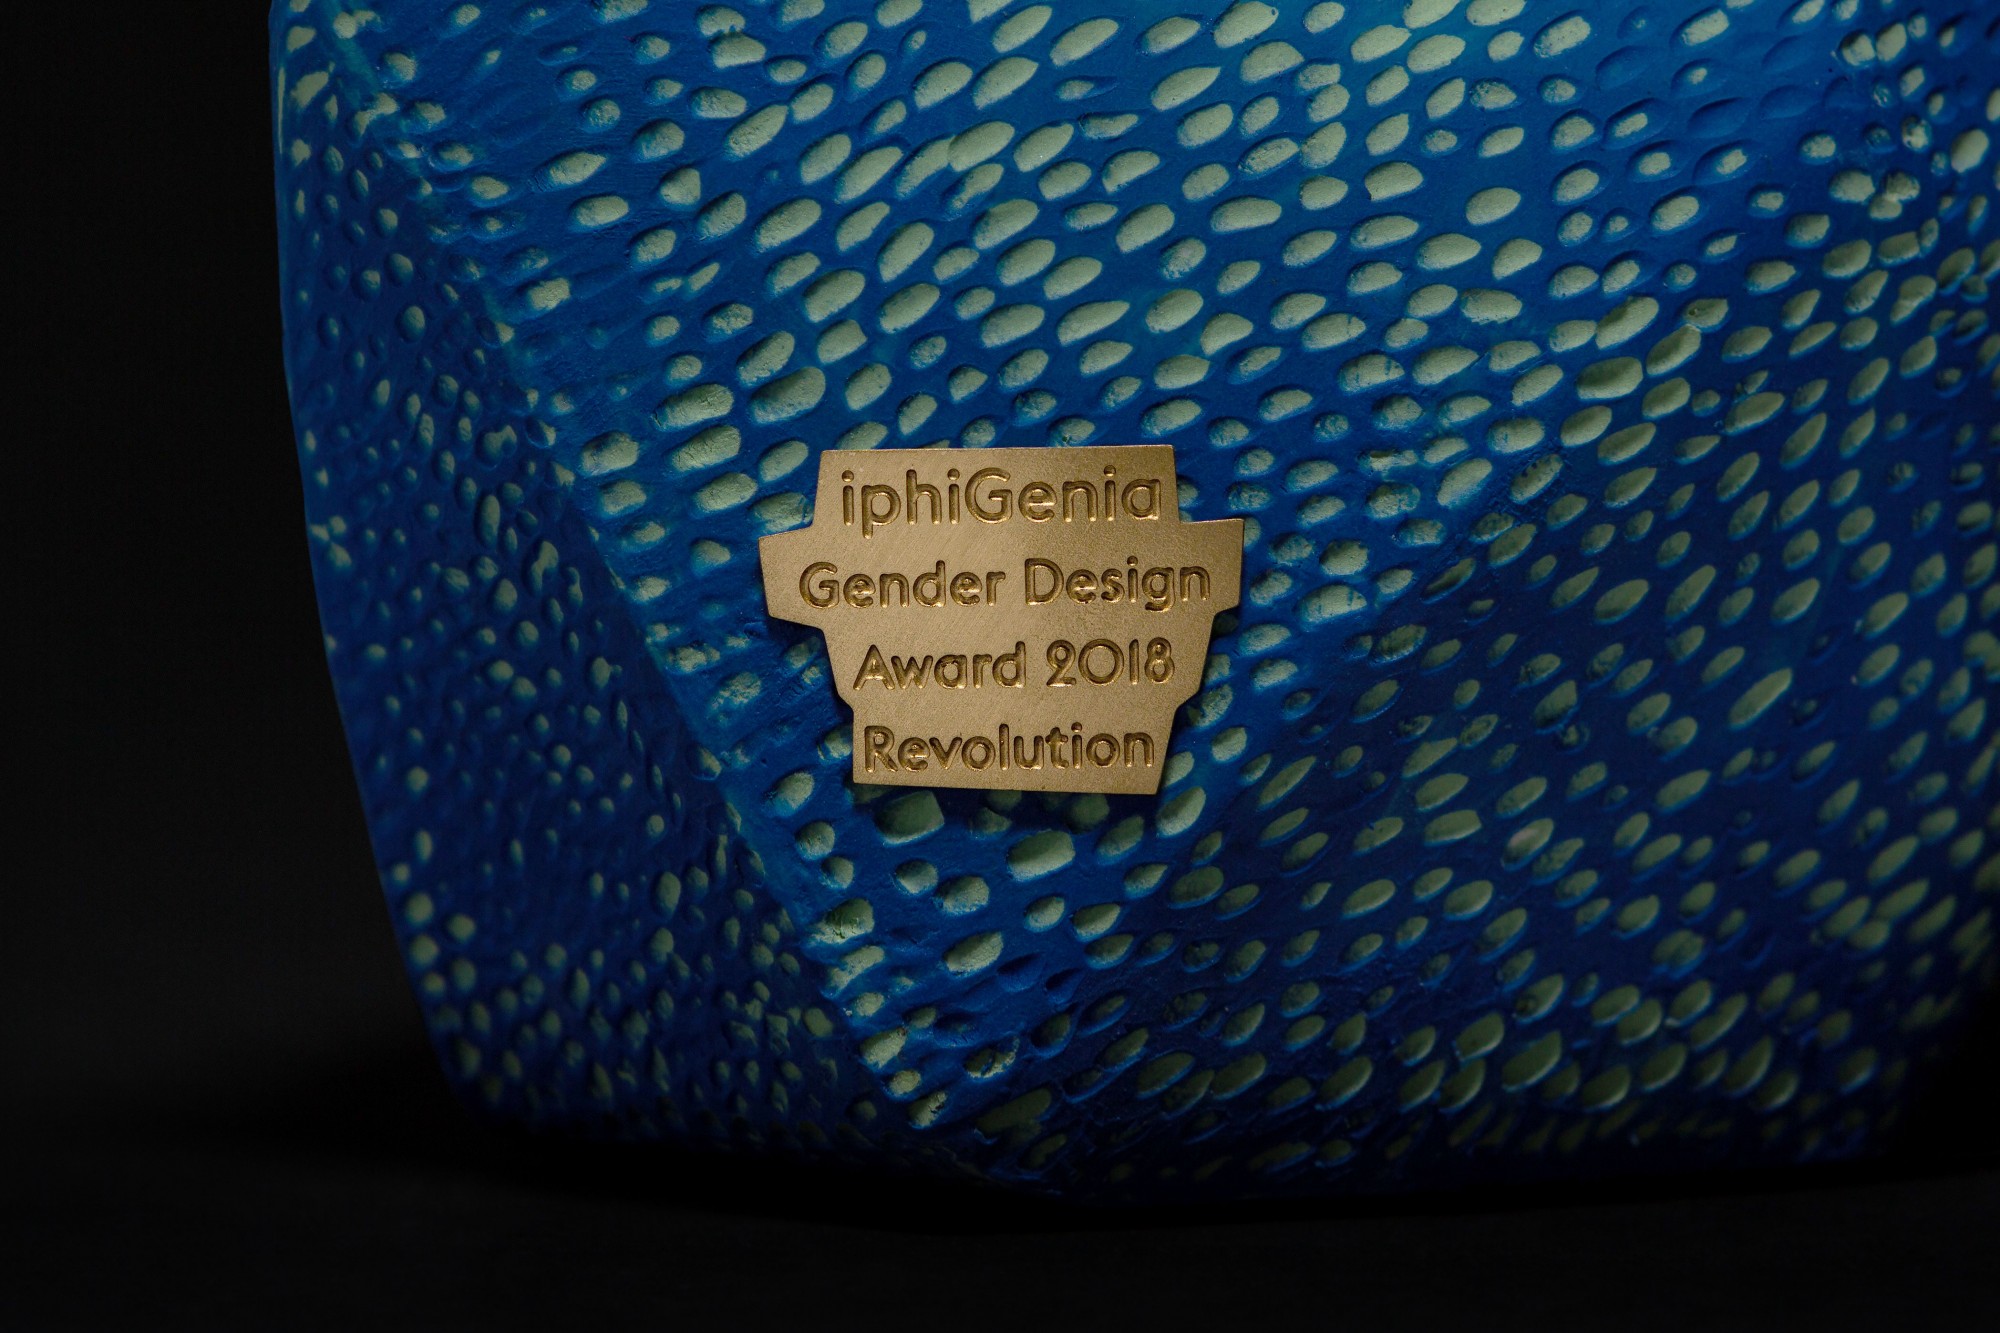 iphiGenia
Gender Design
Award 2018
Revolution